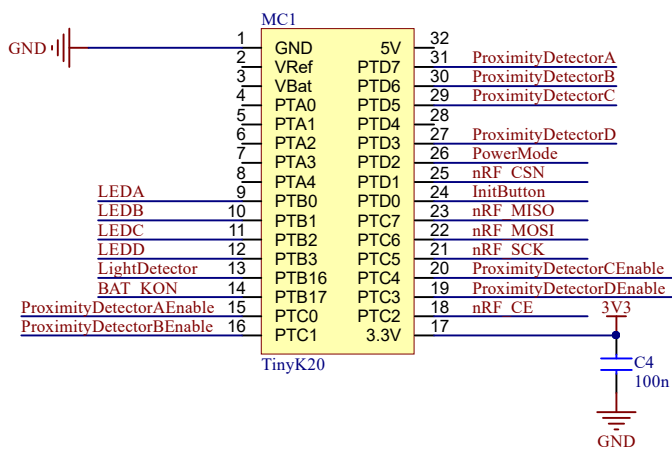 MC1
GND 1 GND 5V 32
2 VRef PTD7 31 ProximityDetectorA
3 VBat PTD6 30 ProximityDetectorB
4 PTA0 PTD5 29 ProximityDetectorC
5 PTA1 PTD4 28
6 PTA2 PTD3 27 ProximityDetectorD
7 PTA3 PTD2 26 PowerMode
8 PTA4 PTD1 25 nRF_CSN
LEDA 9 PTB0 PTD0 24 InitButton
LEDB 10 PTB1 PTC7 23 nRF_MISO
LEDC 11 PTB2 PTC6 22 nRF_MOSI
LEDD 12 PTB3 PTC5 21 nRF_SCK
LightDetector 13 PTB16 PTC4 20 ProximityDetectorCEnable
BAT_KON 14 PTB17 PTC3 19 ProximityDetectorDEnable
ProximityDetectorAEnable 15 PTC0 PTC2 18 nRF_CE 3V3
ProximityDetectorBEnable 16 PTC1 3.3V 17
TinyK20
C4
100n
GND